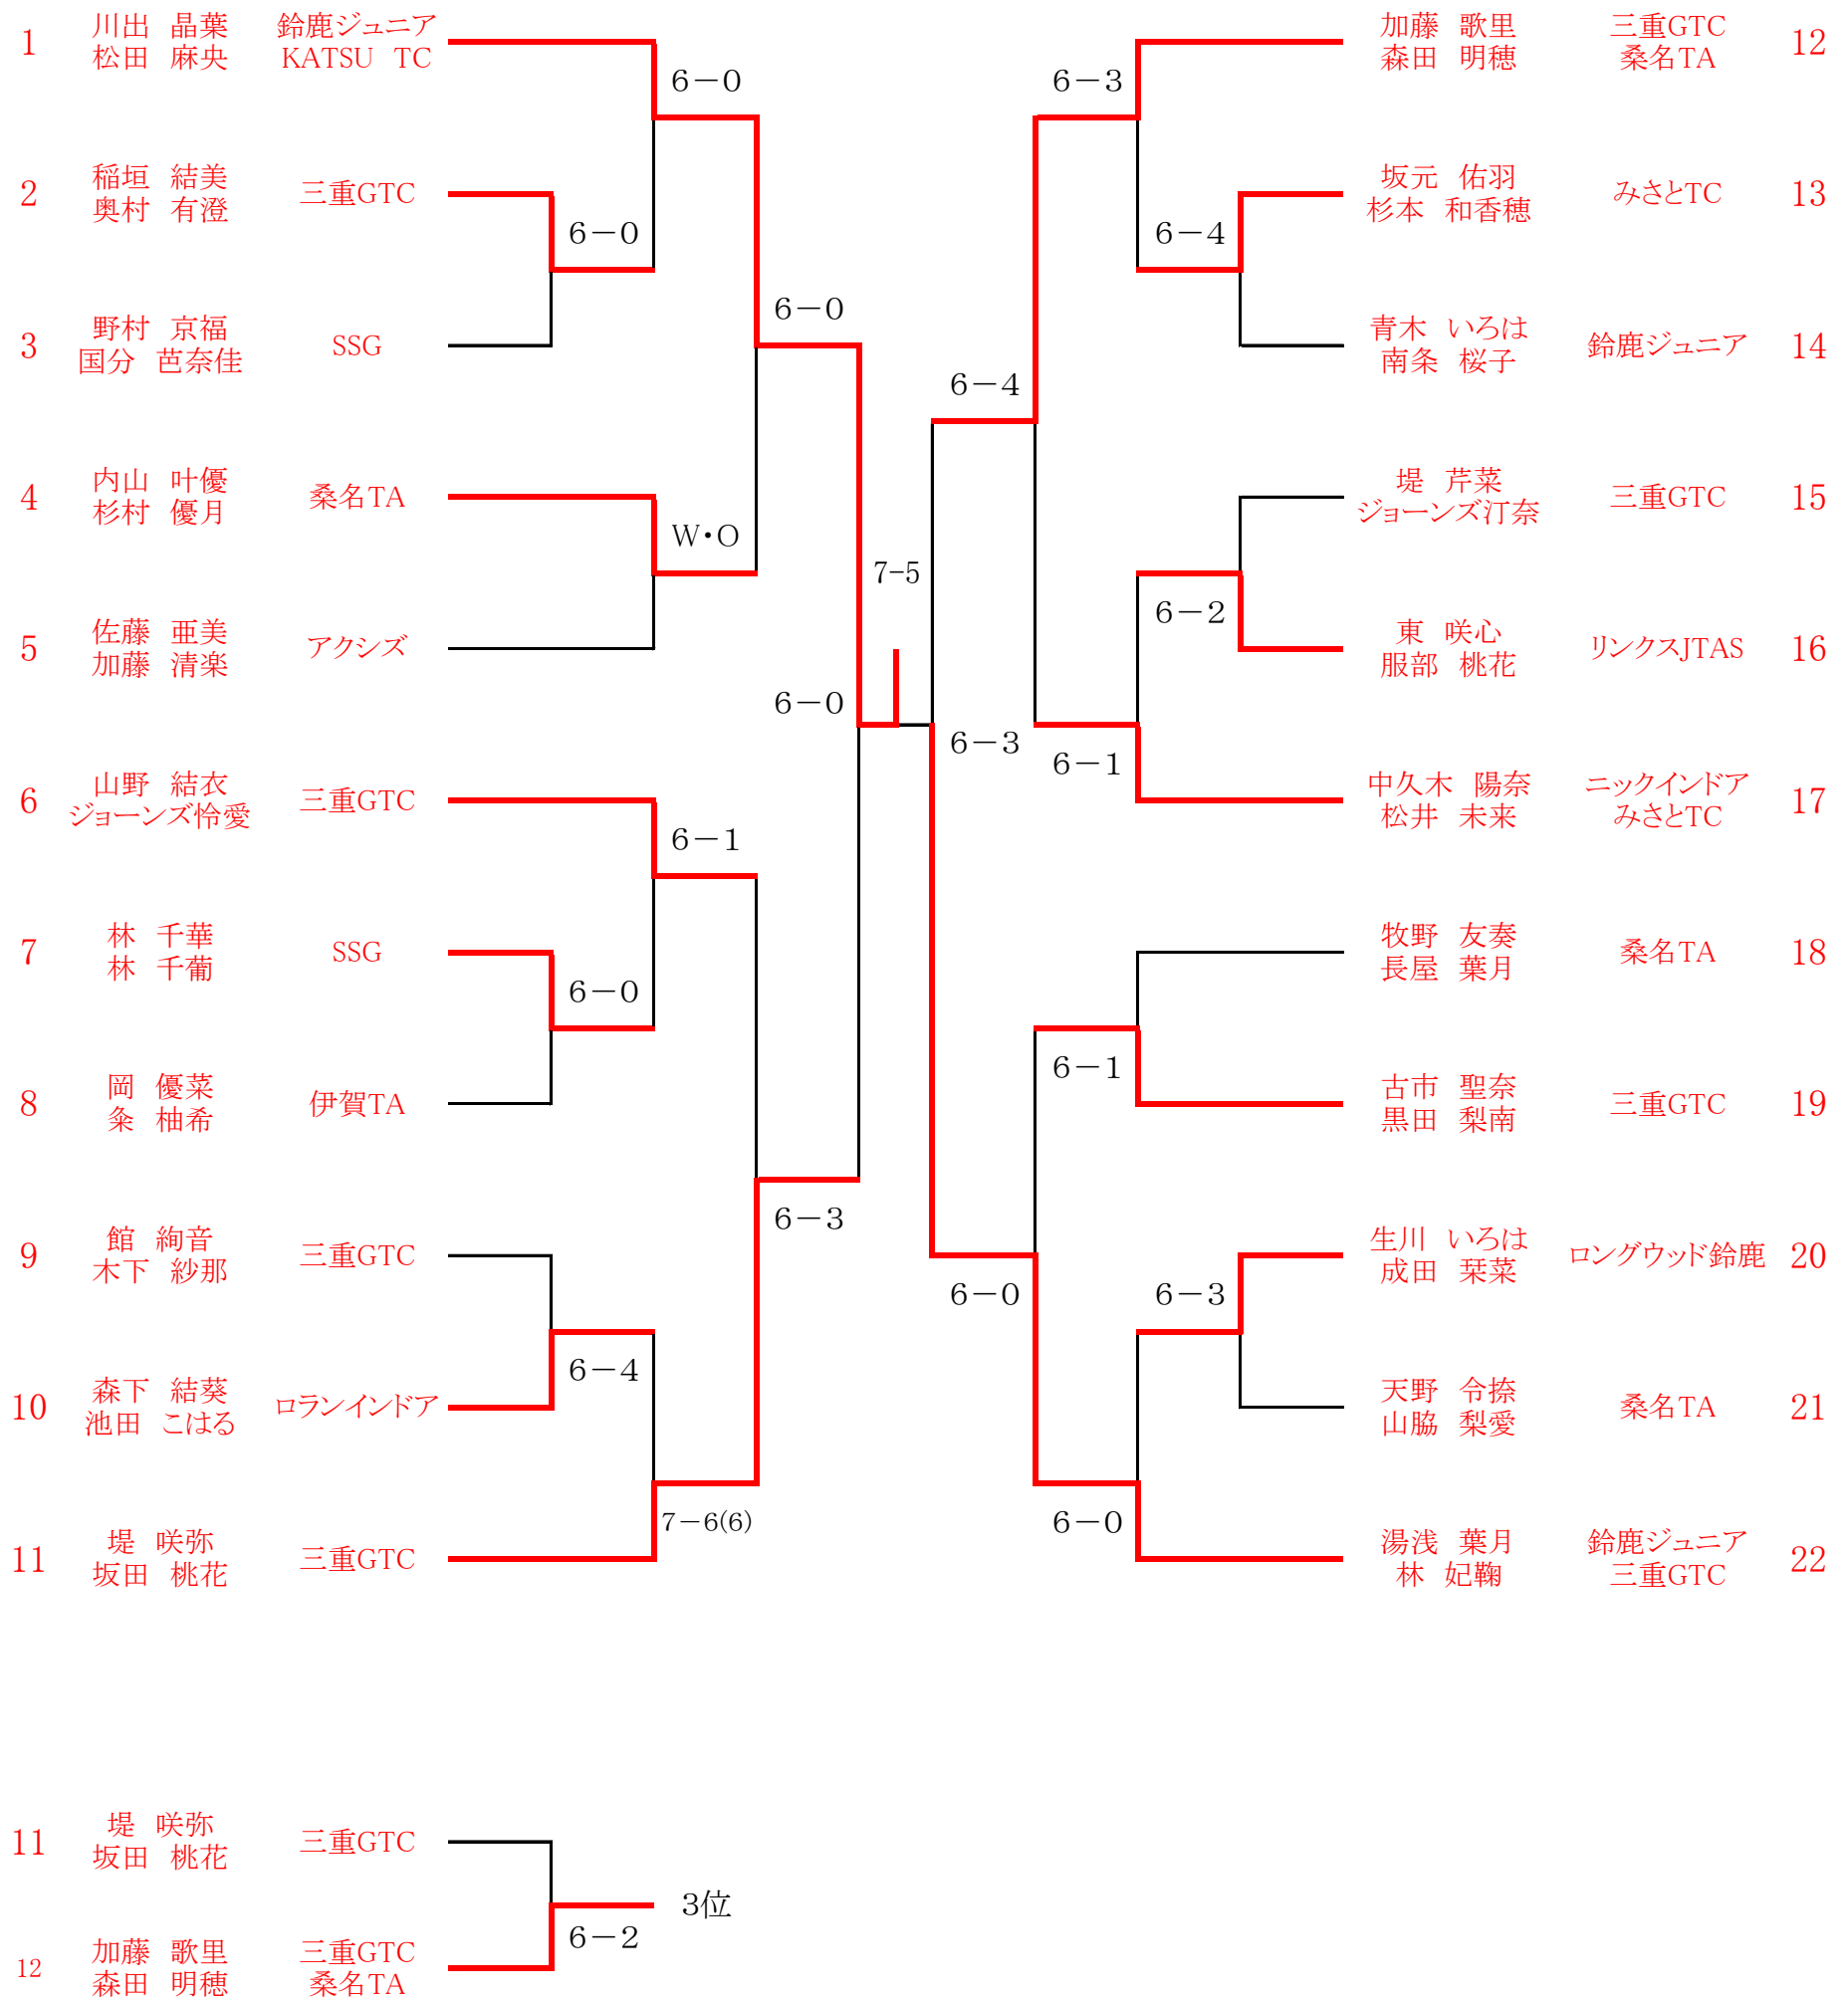 1 川出　晶葉 鈴鹿ジュニア
松田　麻央 KATSU　TC
6－0
2 稲垣　結美 三重GTC
奥村　有澄
6－0
3 野村　京福 SSG
国分　芭奈佳
6－0
4 内山　叶優 桑名TA
杉村　優月
W・O
5 佐藤　亜美 アクシズ
加藤　清楽
6－0
6 山野　結衣 三重GTC
ジョーンズ怜愛
6－1
7 林　千華 SSG
林　千葡
6－0
8 岡　優菜 伊賀TA
粂　柚希
6－3
9 館　絢音 三重GTC
木下　紗那
6－4
10 森下　結葵 ロランインドア
池田　こはる
7－6(6)
11 堤　咲弥 三重GTC
坂田　桃花
7-5
加藤　歌里 三重GTC 12
森田　明穂 桑名TA
6－3
坂元　佑羽 みさとTC 13
杉本　和香穂
6－4
青木　いろは 鈴鹿ジュニア 14
南条　桜子
6－4
堤　芹菜 三重GTC 15
ジョーンズ汀奈
6－2
東　咲心 リンクスJTAS 16
服部　桃花
6－3
6－1
中久木　陽奈 ニックインドア 17
松井　未来 みさとTC
牧野　友奏 桑名TA 18
長屋　葉月
6－1
古市　聖奈 三重GTC 19
黒田　梨南
生川　いろは ロングウッド鈴鹿 20
成田　栞菜
6－0
6－3
天野　令捺 桑名TA 21
山脇　梨愛
6－0
湯浅　葉月 鈴鹿ジュニア 22
林　妃鞠 三重GTC
11 堤　咲弥 三重GTC
坂田　桃花
3位
6－2
12 加藤　歌里 三重GTC
森田　明穂 桑名TA